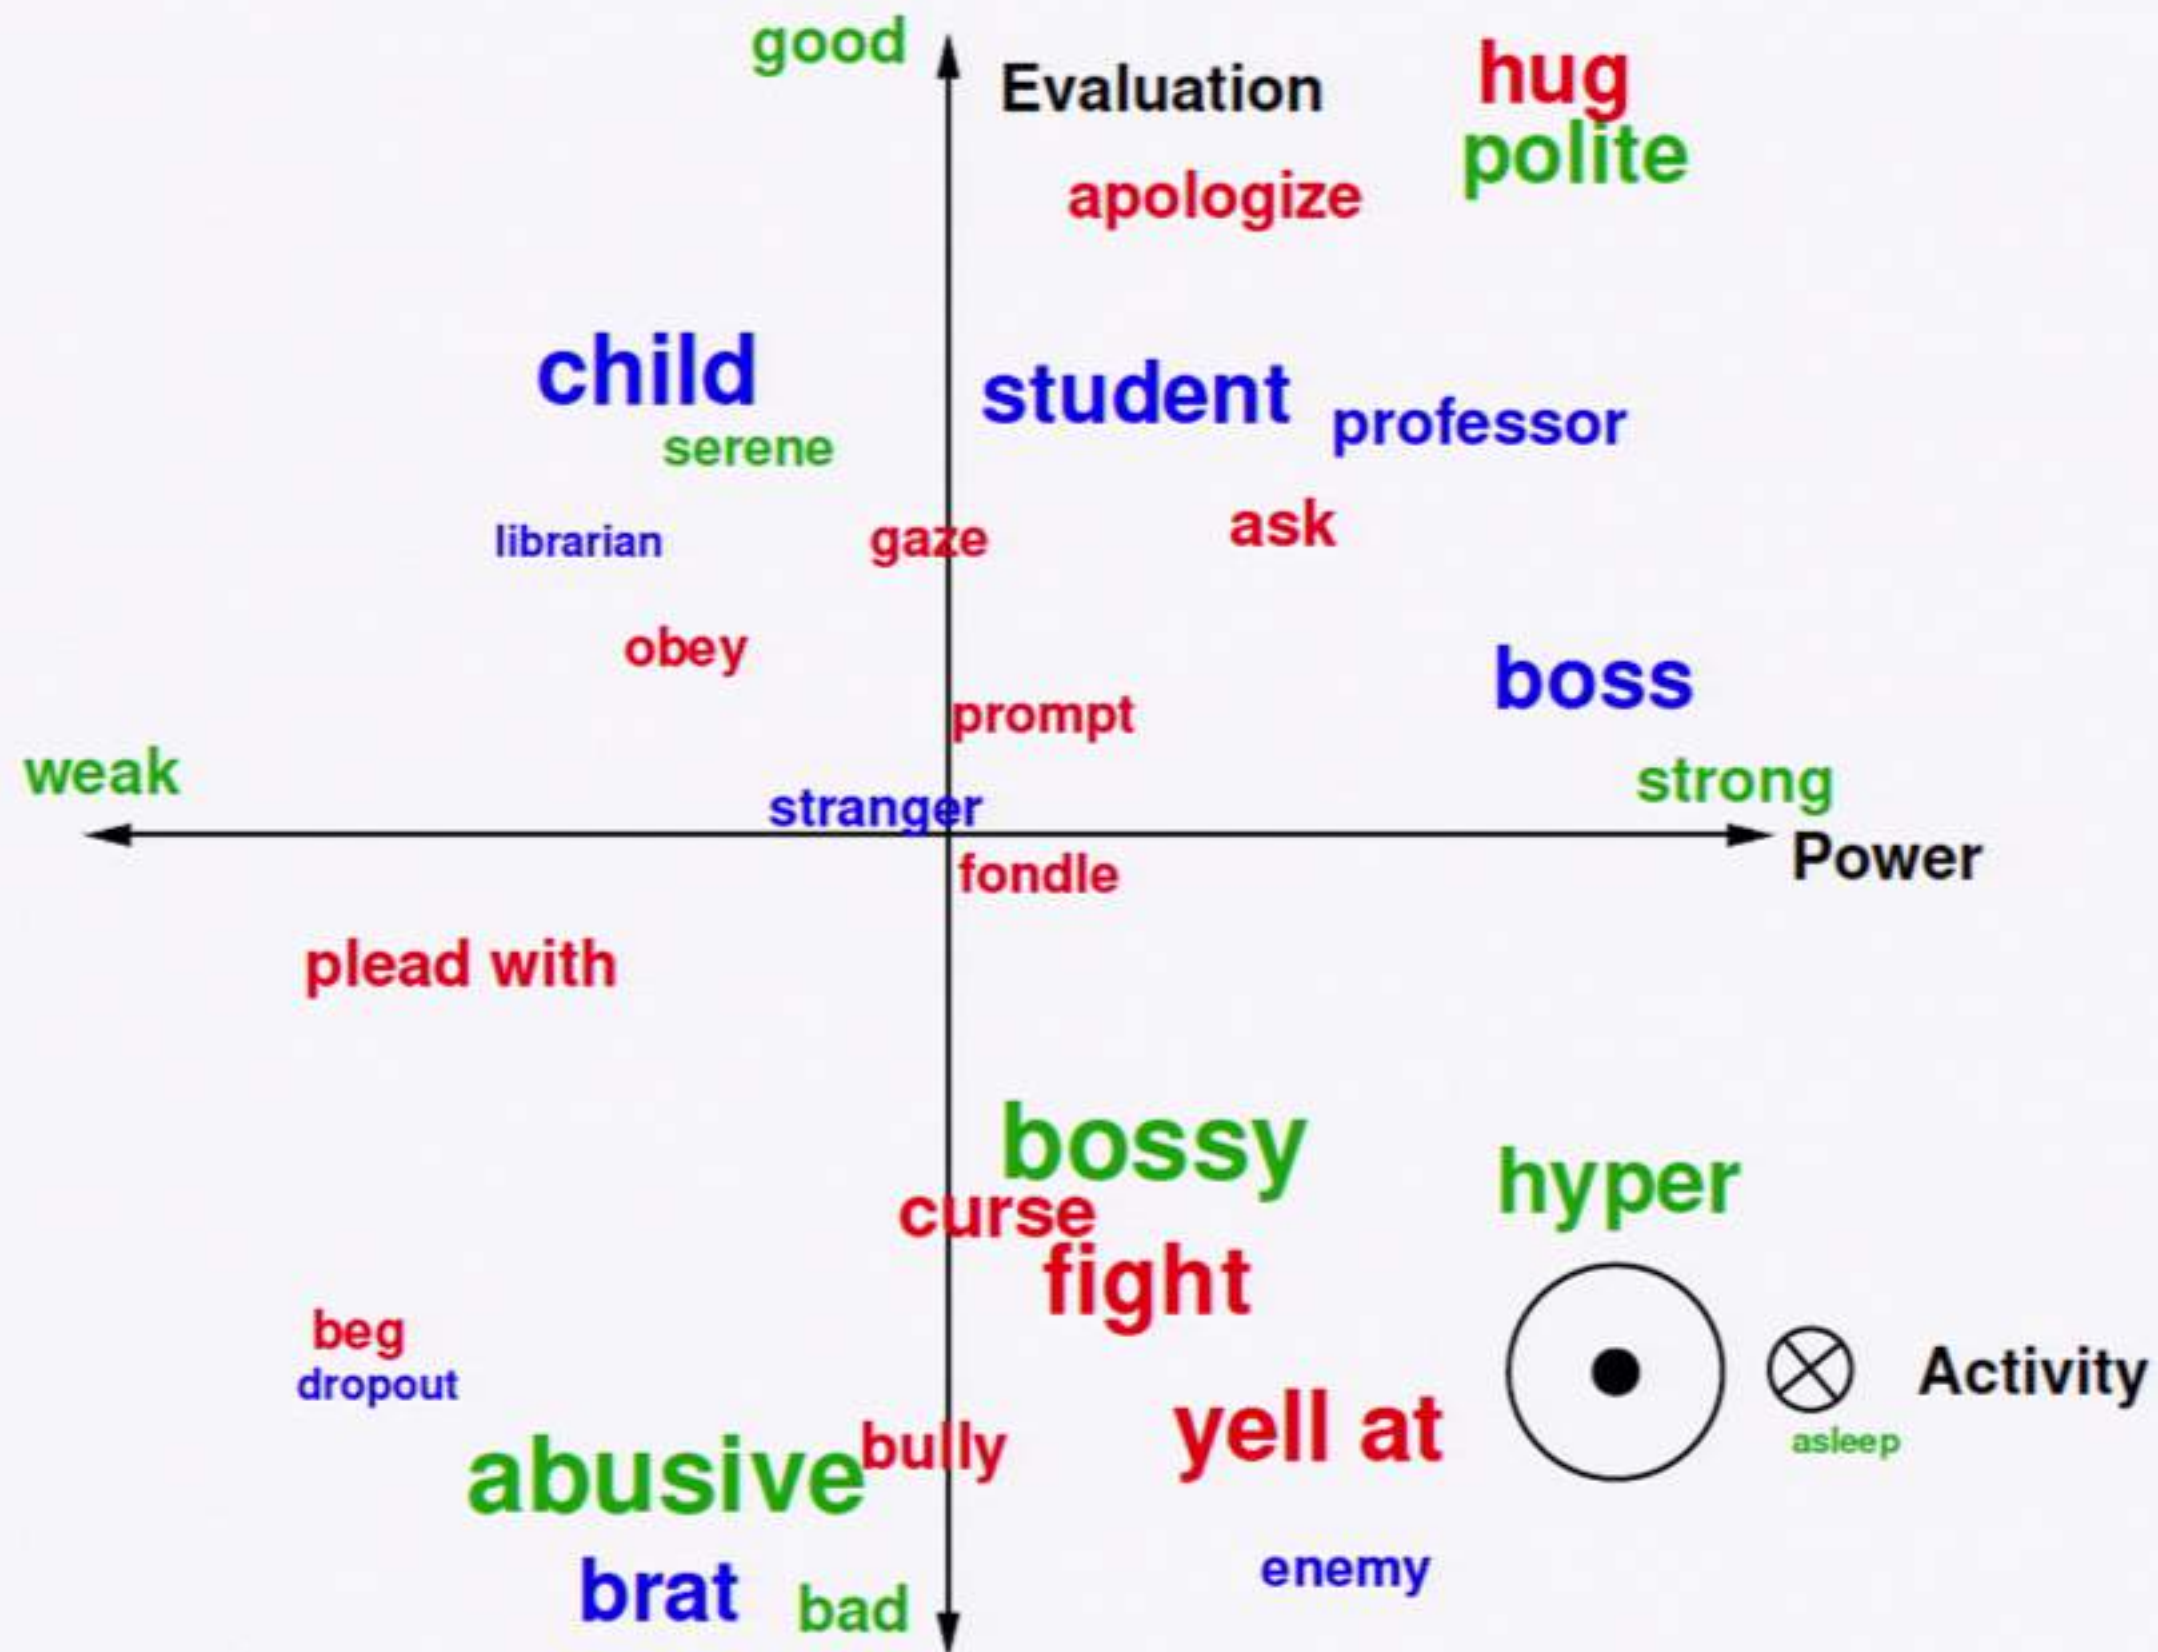 good
Evaluation
hug
polite
apologize
child
student
professor
serene
librarian
gaze
ask
obey
boss
prompt
weak
strong
stranger
Power
fondle
plead with
bossy
hyper
curse
fight
beg
dropout
Activity
yell at
asleep
abusive
bully
enemy
brat
bad